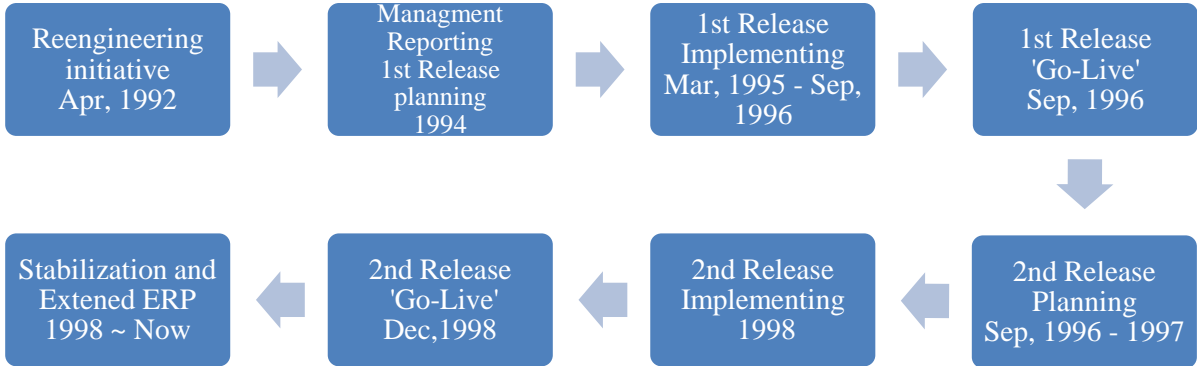 Reengineering
initiative
Apr, 1992
Managment
Reporting
1st Release
planning
1994
1st Release
Implementing
Mar, 1995 - Sep,
1996
1st Release
'Go-Live'
Sep, 1996
2nd Release
Planning
Sep, 1996 - 1997
2nd Release
Implementing
1998
2nd Release
'Go-Live'
Dec,1998
Stabilization and
Extened ERP
1998 ~ Now